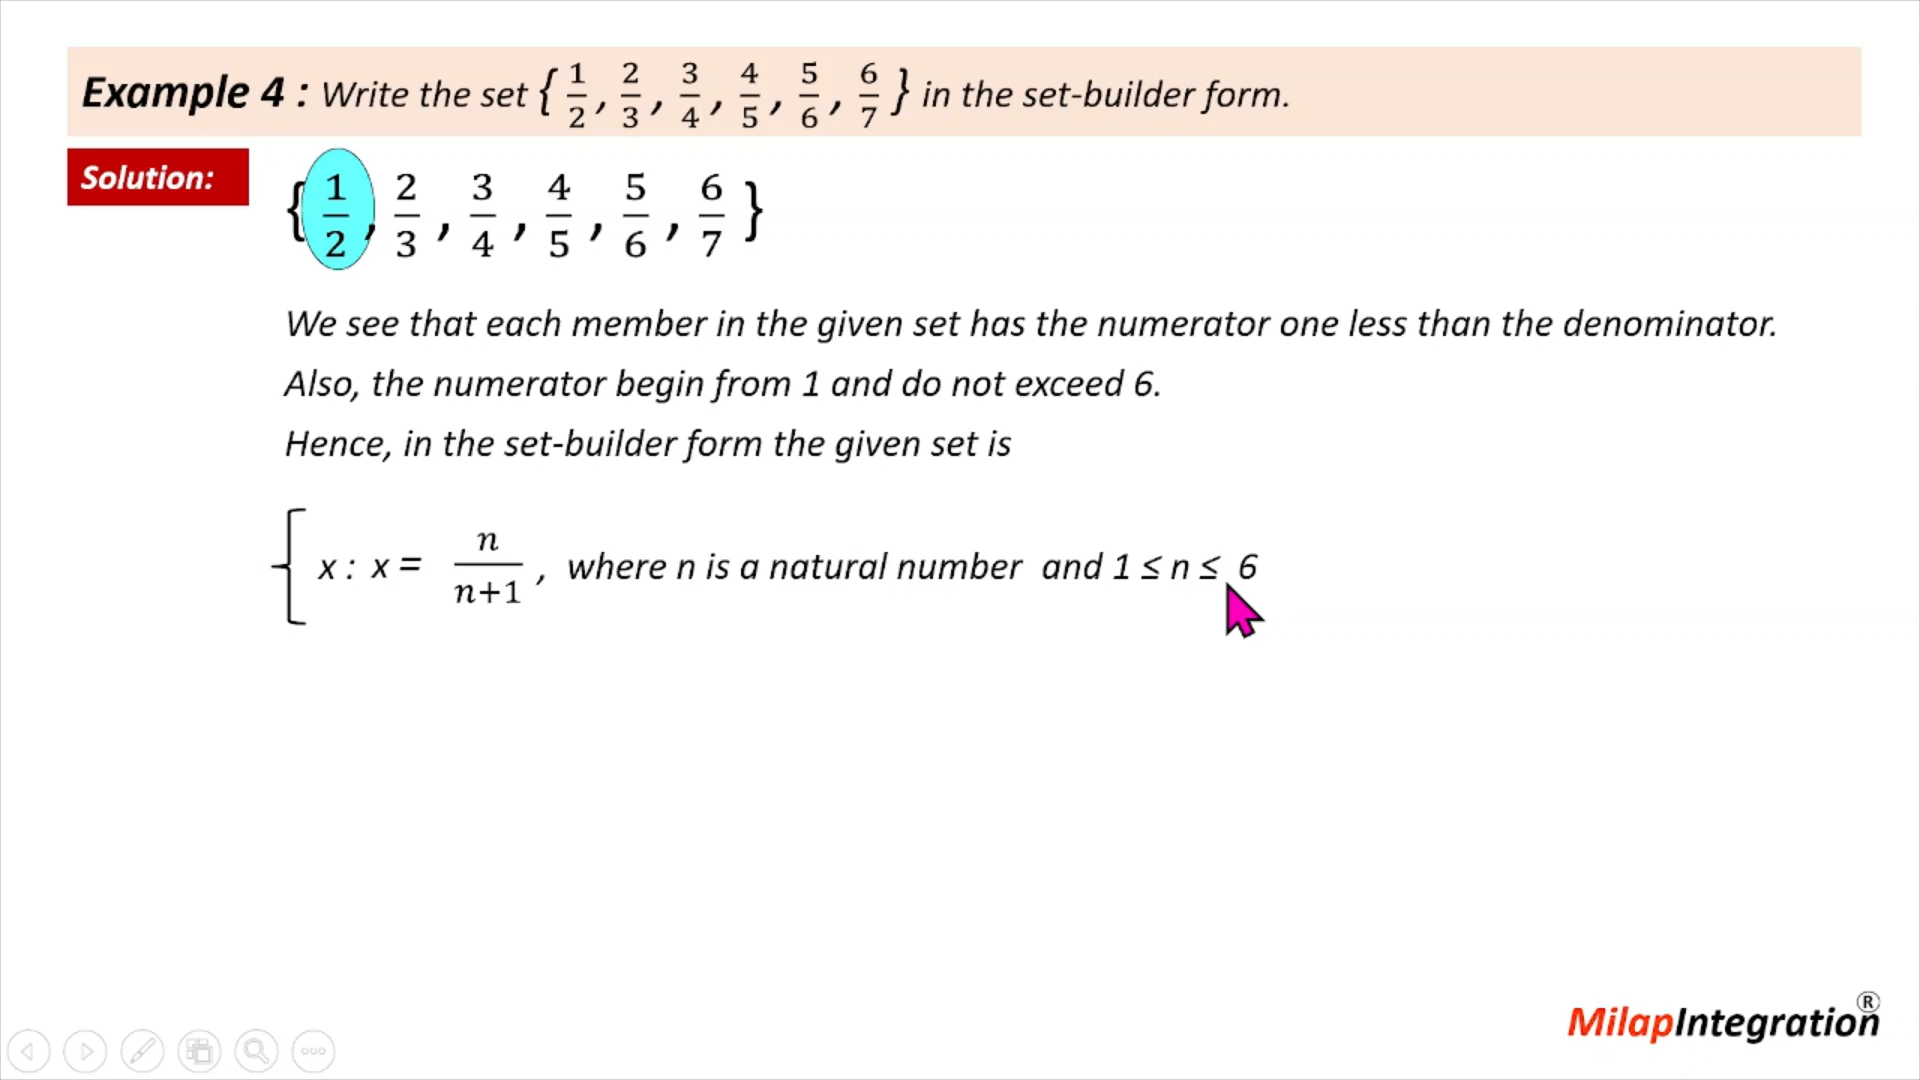 Example 4 : Write the set { 1/2 , 2/3 , 3/4 , 4/5 , 5/6 , 6/7 } in the set-builder form.
Solution:
{ 1/2 , 2/3 , 3/4 , 4/5 , 5/6 , 6/7 }
We see that each member in the given set has the numerator one less than the denominator.
Also, the numerator begin from 1 and do not exceed 6.
Hence, in the set-builder form the given set is
{ x : x = n/n+1 , where n is a natural number and 1 ≤ n ≤ 6
MilapIntegration®